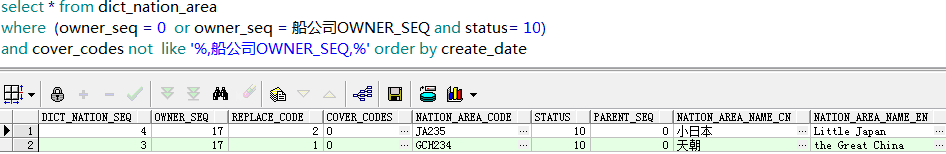 select * from dict_nation_area
where (owner_seq = 0 or owner_seq = 船公司OWNER_SEQ and status= 10)
and cover_codes not like '%,船公司OWNER_SEQ,%' order by create_date
DICT_NATION_SEQ OWNER_SEQ REPLACE_CODE COVER_CODES NATION_AREA_CODE STATUS PARENT_SEQ NATION_AREA_NAME_CN NATION_AREA_NAME_EN
1 4 17 2 0 ... JA235 ... 10 0 小日本 ... Little Japan
2 3 17 1 0 ... GCH234 ... 10 0 天朝 ... the Great China